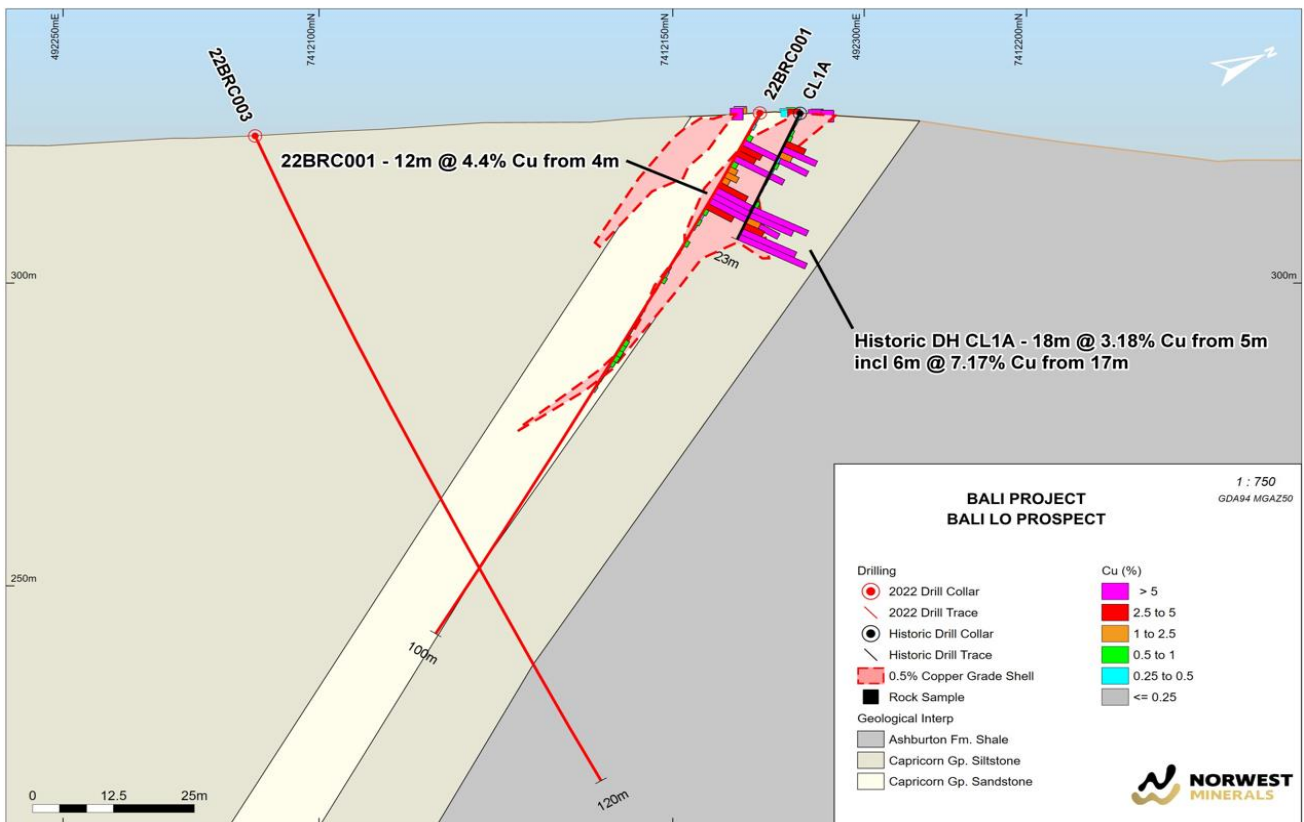 492250mE
7412100mN
7412150mN
492300mE
7412200mN
N
22BRC003
22BRC001
CL1A
22BRC001 - 12m @ 4.4% Cu from 4m
23m
300m
300m
Historic DH CL1A - 18m @ 3.18% Cu from 5m
incl 6m @ 7.17% Cu from 17m
250m
100m
120m
0 12.5 25m
BALI PROJECT
BALI LO PROSPECT
1 : 750
GDA94 MGAZ50
Drilling
2022 Drill Collar
2022 Drill Trace
Historic Drill Collar
Historic Drill Trace
0.5% Copper Grade Shell
Rock Sample
Geological Interp
Ashburton Fm. Shale
Capricorn Gp. Siltstone
Capricorn Gp. Sandstone
Cu (%)
> 5
2.5 to 5
1 to 2.5
0.5 to 1
0.25 to 0.5
<= 0.25
NORWEST
MINERALS